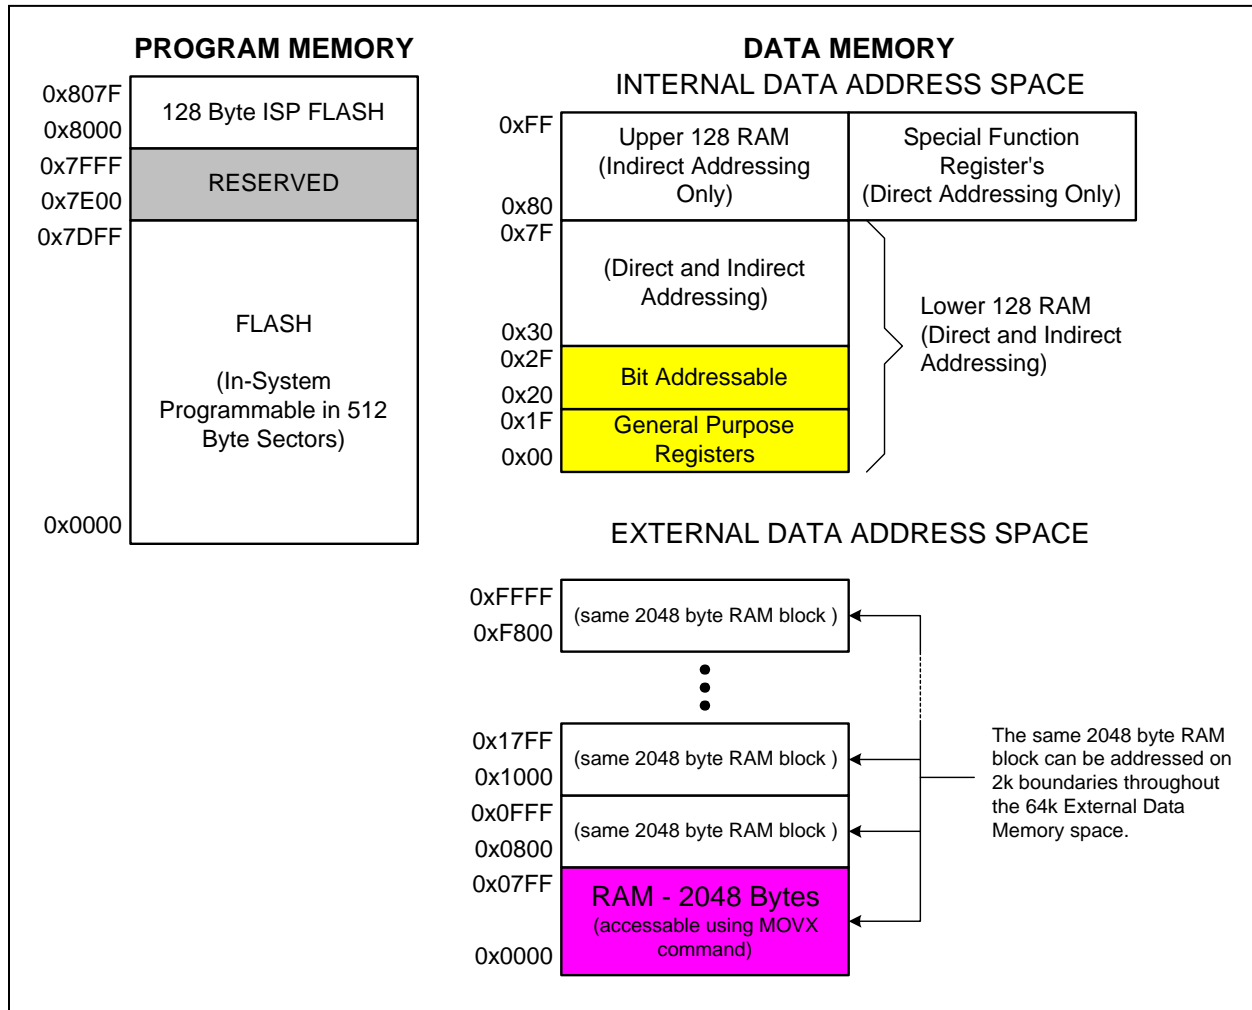 PROGRAM MEMORY
0x807F
0x8000
128 Byte ISP FLASH
0x7FFF
0x7E00
RESERVED
0x7DFF
FLASH
(In-System
Programmable in 512
Byte Sectors)
0x0000
DATA MEMORY
INTERNAL DATA ADDRESS SPACE
0xFF
Upper 128 RAM
(Indirect Addressing
Only)
0x80
Special Function
Register's
(Direct Addressing Only)
0x7F
(Direct and Indirect
Addressing)
0x30
0x2F
Bit Addressable
0x20
0x1F
General Purpose
Registers
0x00
Lower 128 RAM
(Direct and Indirect
Addressing)
EXTERNAL DATA ADDRESS SPACE
0xFFFF
(same 2048 byte RAM block )
0xF800
0x17FF
(same 2048 byte RAM block )
0x1000
0x0FFF
(same 2048 byte RAM block )
0x0800
0x07FF
RAM - 2048 Bytes
(accessable using MOVX
command)
0x0000
The same 2048 byte RAM
block can be addressed on
2k boundaries throughout
the 64k External Data
Memory space.